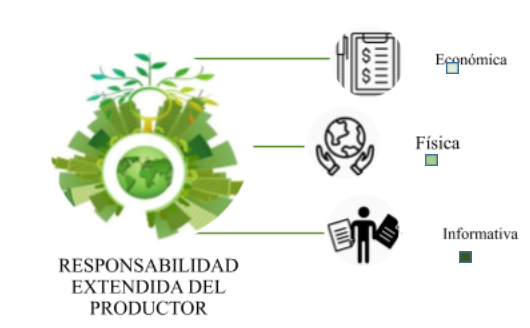 Económica
Física
Informativa
RESPONSABILIDAD
EXTENDIDA DEL
PRODUCTOR